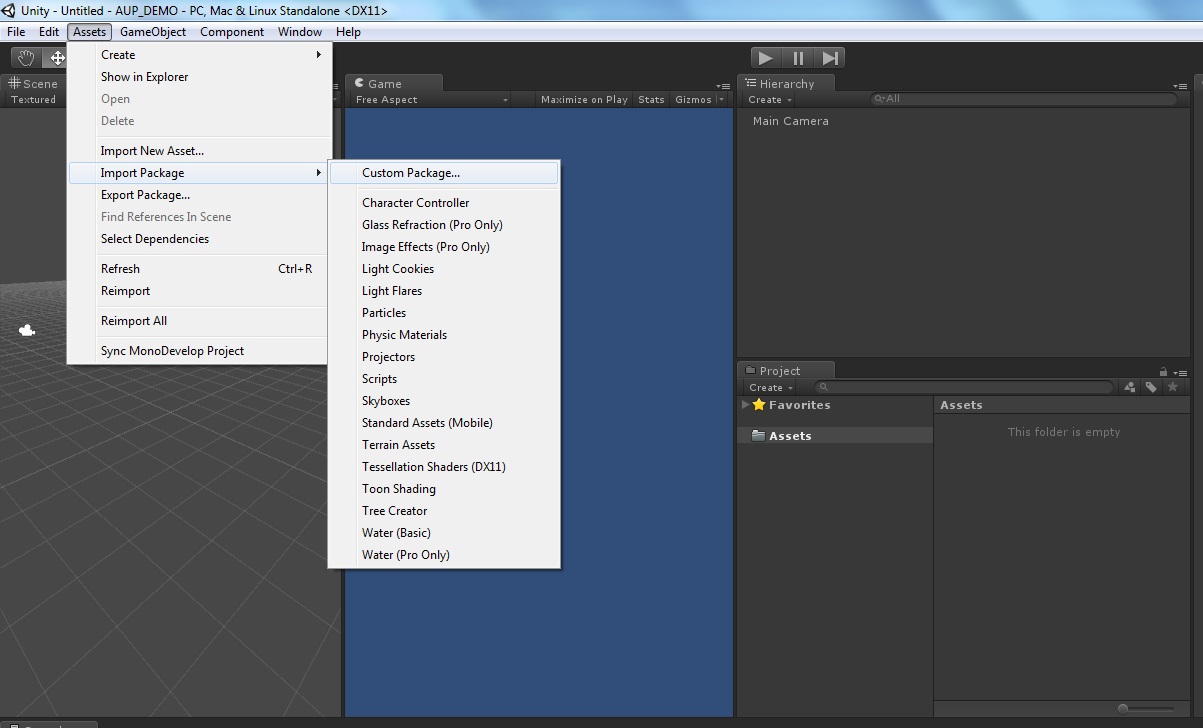 Unity - Untitled - AUP_DEMO - PC, Mac & Linux Standalone <DX11>
File Edit Assets GameObject Component Window Help
Create
Show in Explorer
Open
Delete
Import New Asset...
Import Package
Export Package...
Find References In Scene
Select Dependencies
Refresh Ctrl+R
Reimport
Reimport All
Sync MonoDevelop Project
Custom Package...
Character Controller
Glass Refraction (Pro Only)
Image Effects (Pro Only)
Light Cookies
Light Flares
Particles
Physic Materials
Projectors
Scripts
Skyboxes
Standard Assets (Mobile)
Terrain Assets
Tessellation Shaders (DX11)
Toon Shading
Tree Creator
Water (Basic)
Water (Pro Only)
Scene
Textured
Game
Free Aspect Maximize on Play Stats Gizmos
Hierarchy
Create All
Main Camera
Project
Create
Favorites
Assets
Assets
This folder is empty